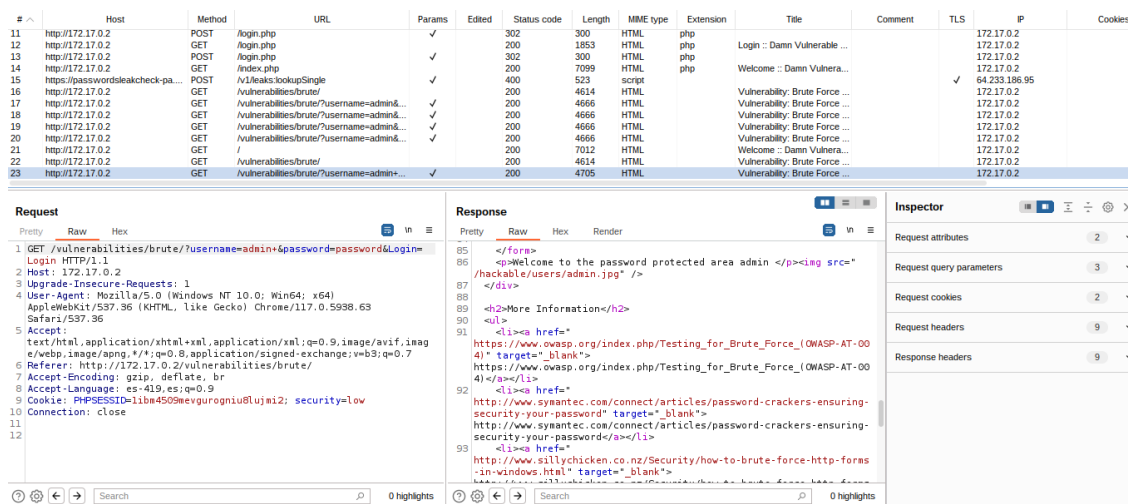 # Host Method URL Params Edited Status code Length MIME type Extension Title Comment TLS IP Cookies
11 http://172.17.0.2 POST /login.php ✓ 302 300 HTML php 172.17.0.2
12 http://172.17.0.2 GET /login.php 200 1853 HTML php Login :: Damn Vulnerable ... 172.17.0.2
13 http://172.17.0.2 POST /login.php ✓ 302 300 HTML php 172.17.0.2
14 http://172.17.0.2 GET /index.php 200 7099 HTML php Welcome :: Damn Vulnera... 172.17.0.2
15 https://passwordsleakcheck-pa.... POST /v1/leaks:lookupSingle ✓ 400 523 script ✓ 64.233.186.95
16 http://172.17.0.2 GET /vulnerabilities/brute/ 200 4614 HTML Vulnerability: Brute Force ... 172.17.0.2
17 http://172.17.0.2 GET /vulnerabilities/brute/?username=admin&... ✓ 200 4666 HTML Vulnerability: Brute Force ... 172.17.0.2
18 http://172.17.0.2 GET /vulnerabilities/brute/?username=admin&... ✓ 200 4666 HTML Vulnerability: Brute Force ... 172.17.0.2
19 http://172.17.0.2 GET /vulnerabilities/brute/?username=admin&... ✓ 200 4666 HTML Vulnerability: Brute Force ... 172.17.0.2
20 http://172.17.0.2 GET /vulnerabilities/brute/?username=admin&... ✓ 200 4666 HTML Vulnerability: Brute Force ... 172.17.0.2
21 http://172.17.0.2 GET / 200 7012 HTML Welcome :: Damn Vulnera... 172.17.0.2
22 http://172.17.0.2 GET /vulnerabilities/brute/ 200 4614 HTML Vulnerability: Brute Force ... 172.17.0.2
23 http://172.17.0.2 GET /vulnerabilities/brute/?username=admin+... ✓ 200 4705 HTML Vulnerability: Brute Force ... 172.17.0.2
Request
Pretty Raw Hex
\n
1 GET /vulnerabilities/brute/?username=admin+&password=password&Login=
Login HTTP/1.1
2 Host: 172.17.0.2
3 Upgrade-Insecure-Requests: 1
4 User-Agent: Mozilla/5.0 (Windows NT 10.0; Win64; x64)
AppleWebKit/537.36 (KHTML, like Gecko) Chrome/117.0.5938.63
Safari/537.36
5 Accept:
text/html,application/xhtml+xml,application/xml;q=0.9,image/avif,imag
e/webp,image/apng,*/*;q=0.8,application/signed-exchange;v=b3;q=0.7
6 Referer: http://172.17.0.2/vulnerabilities/brute/
7 Accept-Encoding: gzip, deflate, br
8 Accept-Language: es-419,es;q=0.9
9 Cookie: PHPSESSID=1ibm4509mevgurogniu8lujmi2; security=low
10 Connection: close
11
12
Search
0 highlights
Response
Pretty Raw Hex Render
\n
85 </form>
86 <p>Welcome to the password protected area admin </p><img src="
/hackable/users/admin.jpg" />
87 </div>
88
89 <h2>More Information</h2>
90 <ul>
91 <li><a href="
https://www.owasp.org/index.php/Testing_for_Brute_Force_(OWASP-AT-00
4)" target="_blank">
https://www.owasp.org/index.php/Testing_for_Brute_Force_(OWASP-AT-00
4)</a></li>
92 <li><a href="
http://www.symantec.com/connect/articles/password-crackers-ensuring-
security-your-password" target="_blank">
http://www.symantec.com/connect/articles/password-crackers-ensuring-
security-your-password</a></li>
93 <li><a href="
http://www.sillychicken.co.nz/Security/how-to-brute-force-http-forms
-in-windows.html" target="_blank">
Search
0 highlights
Inspector
Request attributes 2
Request query parameters 3
Request cookies 2
Request headers 9
Response headers 9